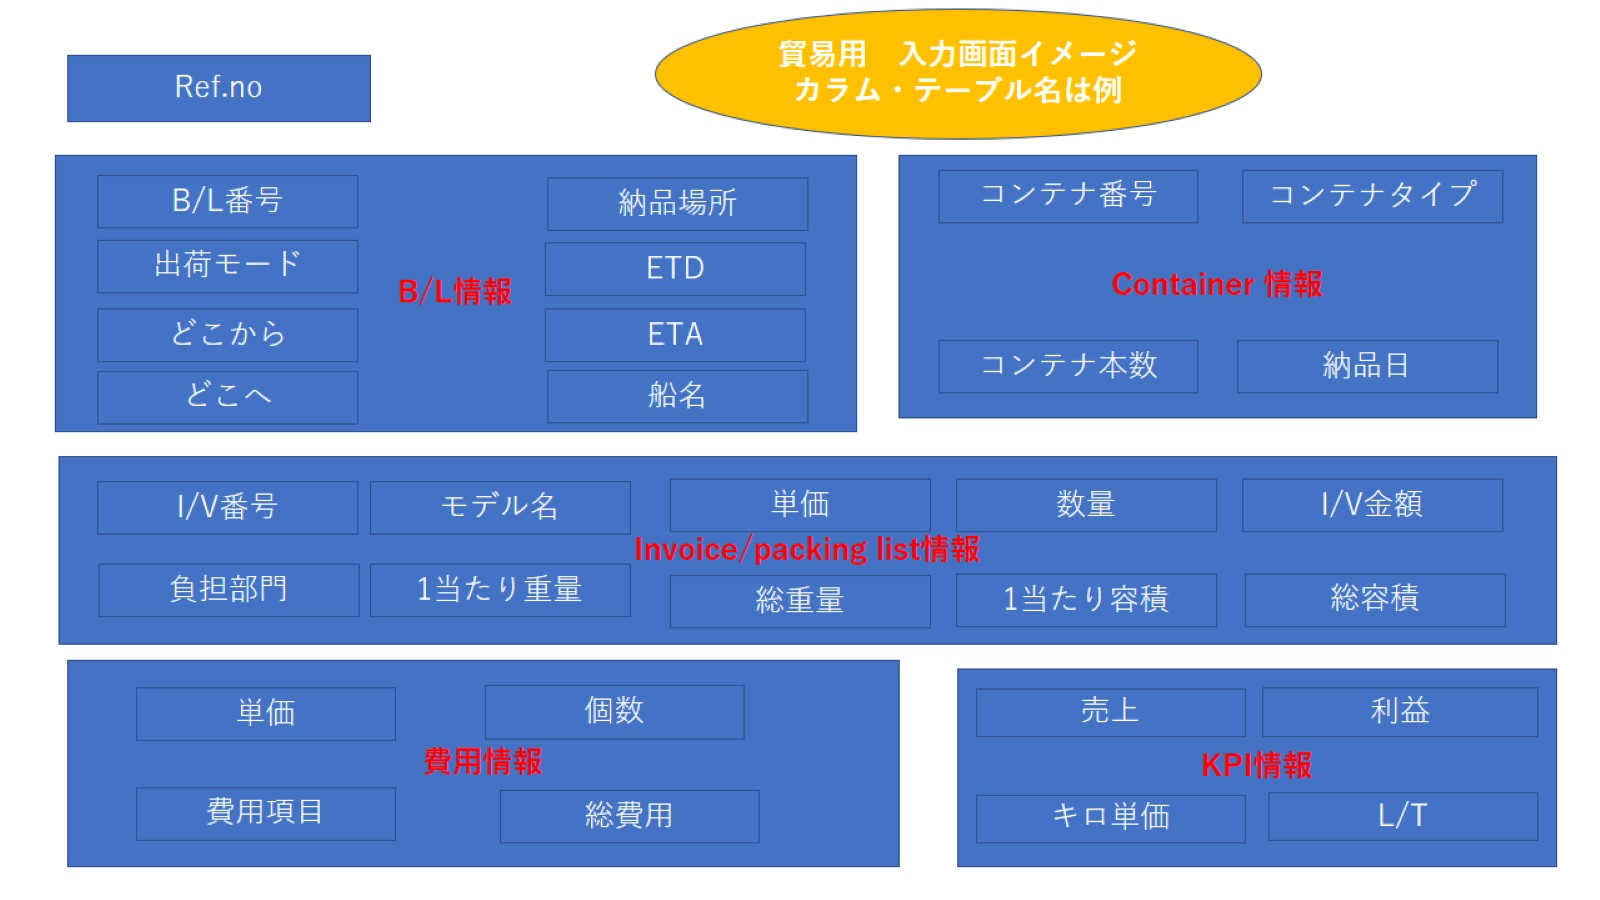 貿易用　入力画面イメージ
カラム・テーブル名は例
Ref.no
B/L番号
納品場所
出荷モード
ETD
B/L情報
どこから
ETA
どこへ
船名
コンテナ番号
コンテナタイプ
Container 情報
コンテナ本数
納品日
I/V番号
モデル名
単価
数量
I/V金額
Invoice/packing list情報
負担部門
1当たり重量
総重量
1当たり容積
総容積
単価
個数
費用情報
費用項目
総費用
売上
利益
KPI情報
キロ単価
L/T